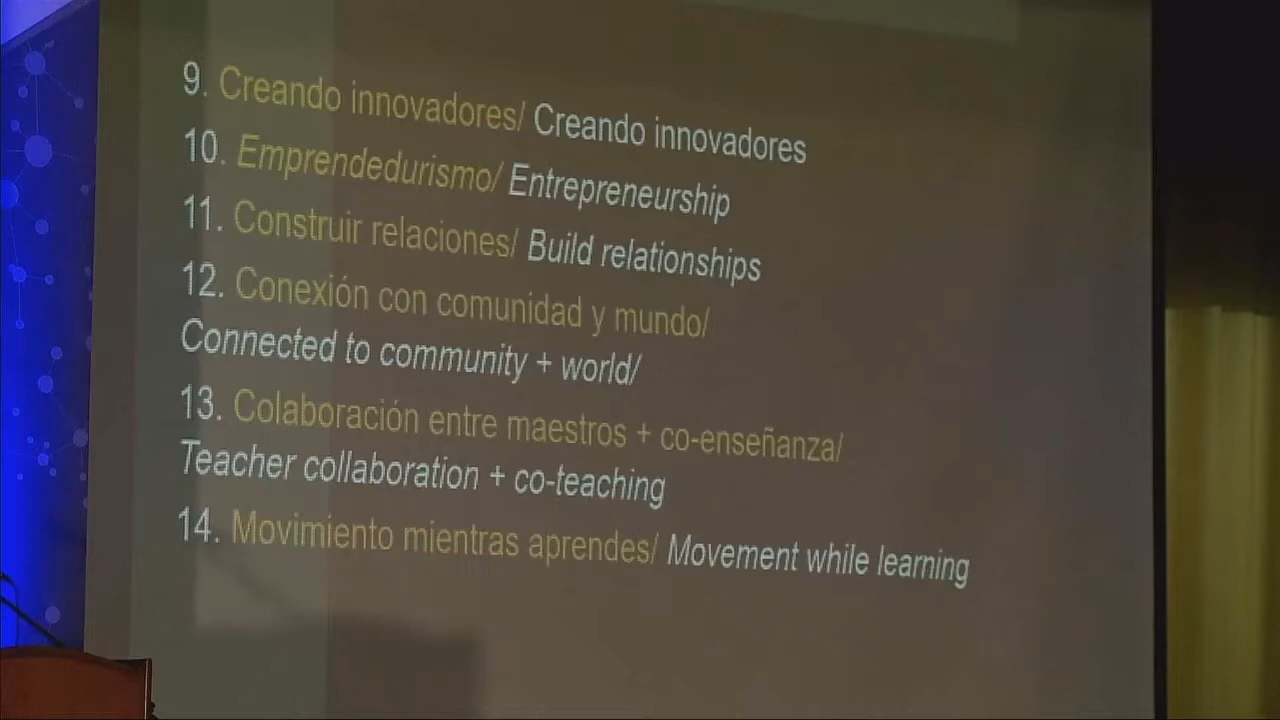 9. Creando innovadores/ Creando innovadores
10. Emprendedurismo/ Entrepreneurship
11. Construir relaciones/ Build relationships
12. Conexión con comunidad y mundo/
Connected to community + world/
13. Colaboración entre maestros + co-enseñanza/
Teacher collaboration + co-teaching
14. Movimiento mientras aprendes/ Movement while learning